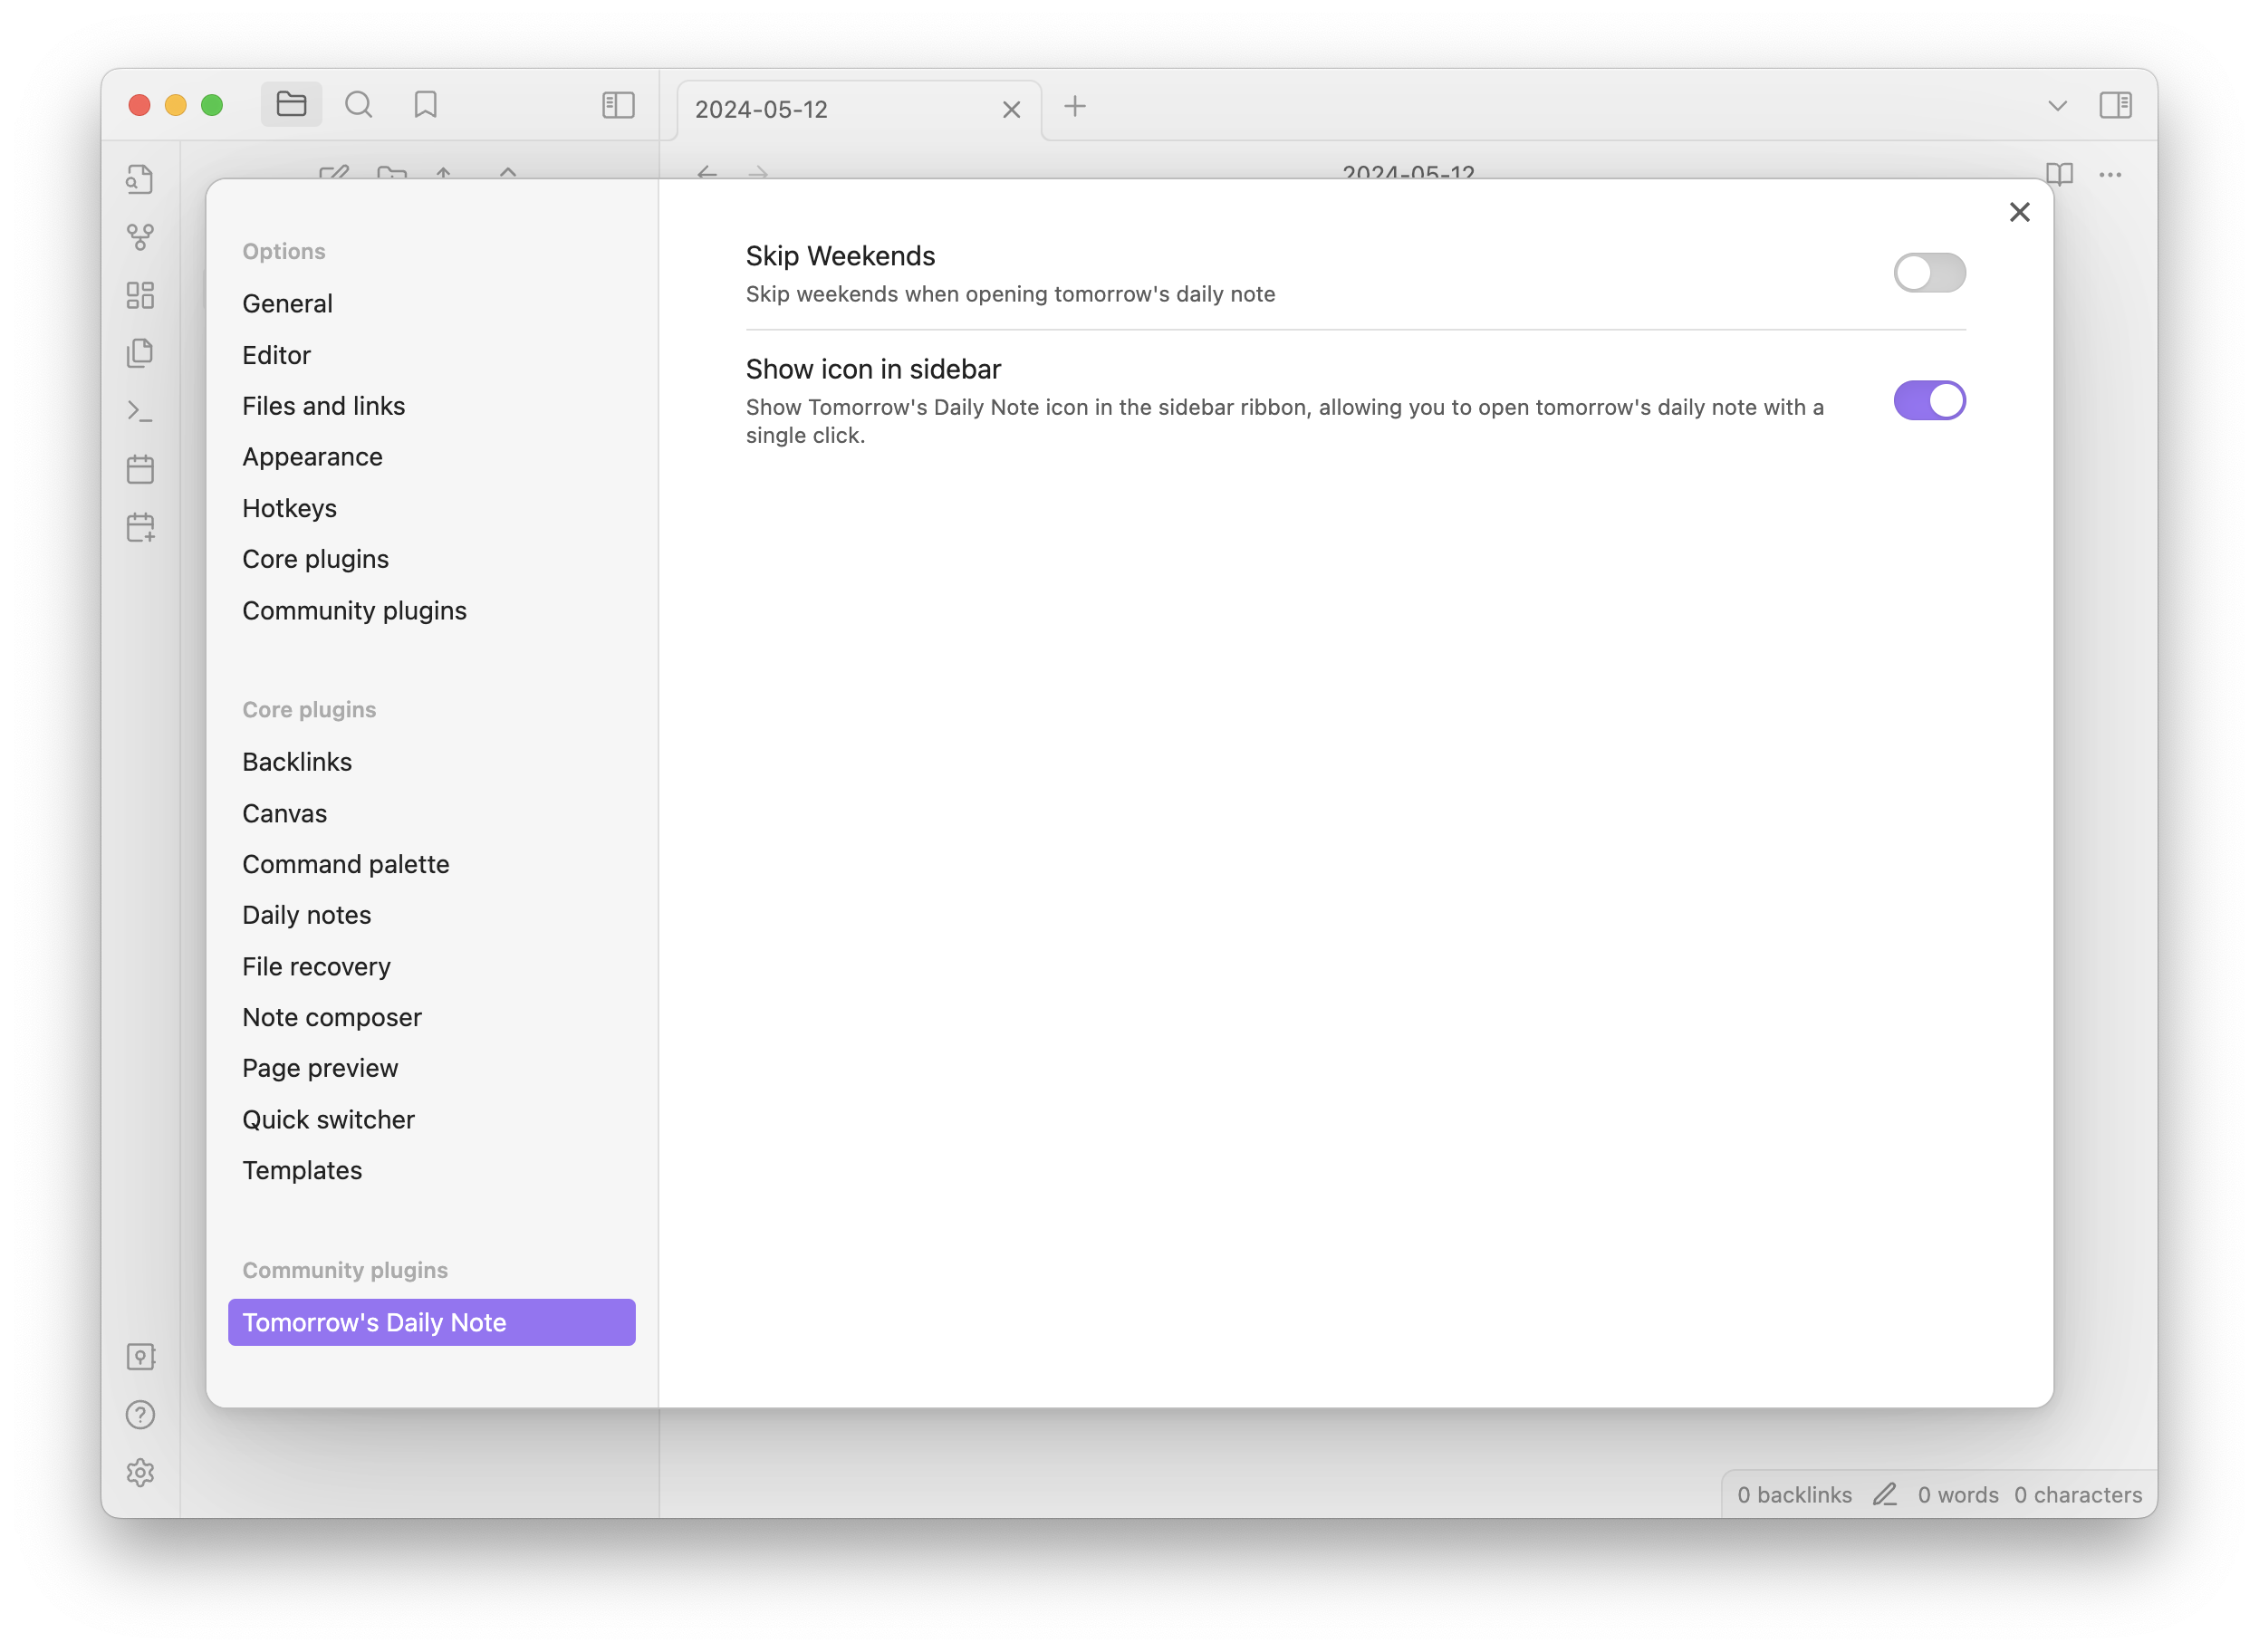 2024-05-12
2024-05-12
Options
General
Editor
Files and links
Appearance
Hotkeys
Core plugins
Community plugins
Core plugins
Backlinks
Canvas
Command palette
Daily notes
File recovery
Note composer
Page preview
Quick switcher
Templates
Community plugins
Tomorrow's Daily Note
Skip Weekends
Skip weekends when opening tomorrow's daily note
Show icon in sidebar
Show Tomorrow's Daily Note icon in the sidebar ribbon, allowing you to open tomorrow's daily note with a
single click.
0 backlinks 0 words 0 characters